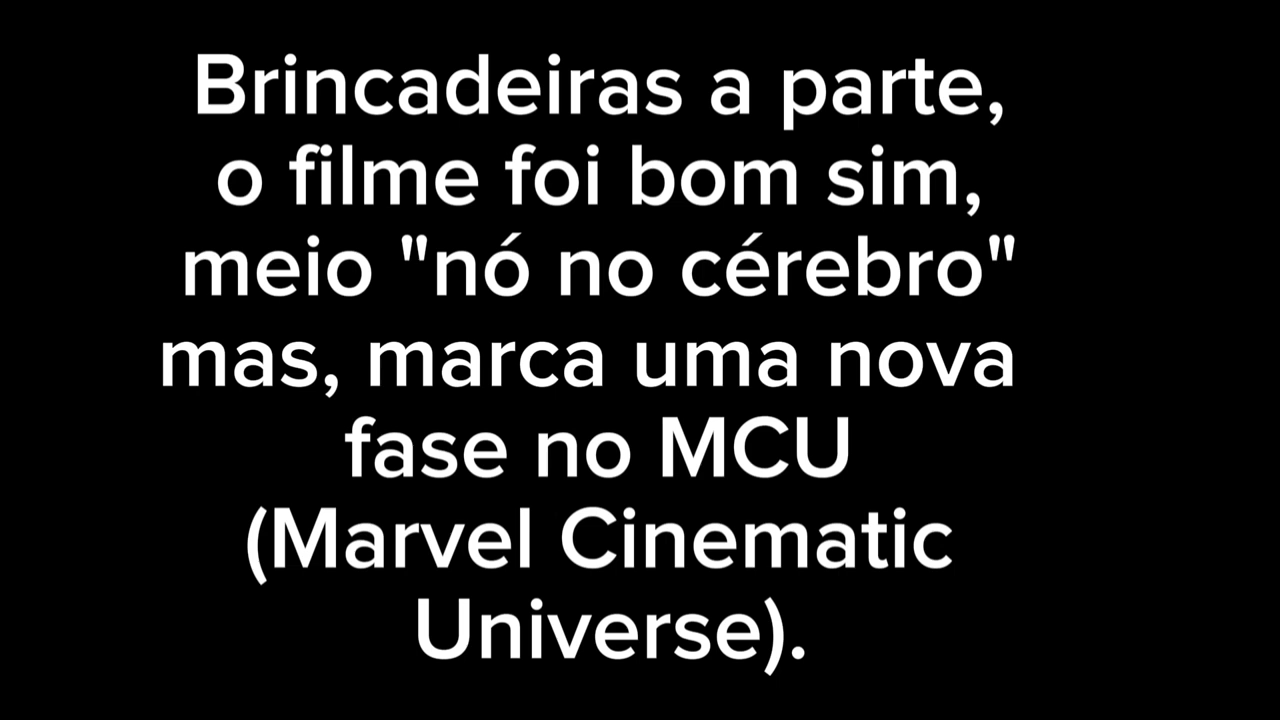 Brincadeiras a parte,
o filme foi bom sim,
meio "nó no cérebro"
mas, marca uma nova
fase no MCU
(Marvel Cinematic
Universe).